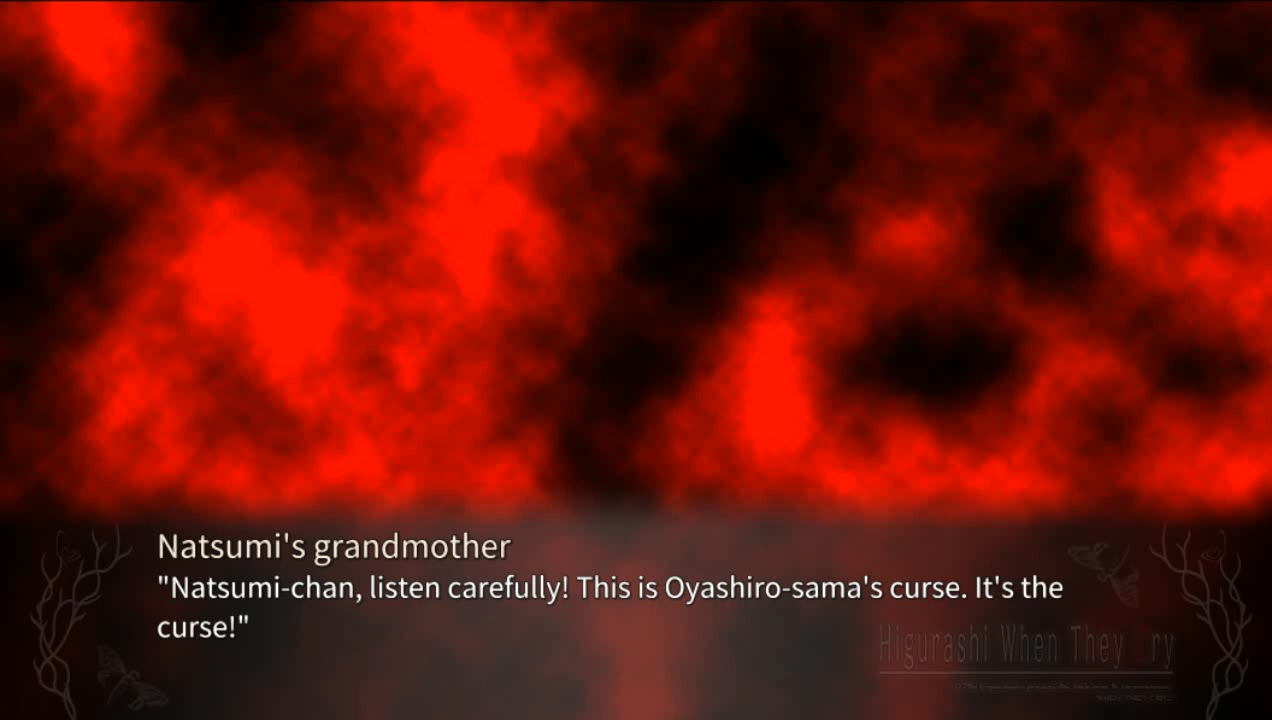 Natsumi's grandmother
"Natsumi-chan, listen carefully! This is Oyashiro-sama's curse. It's the
curse!"
Higurashi When They Cry